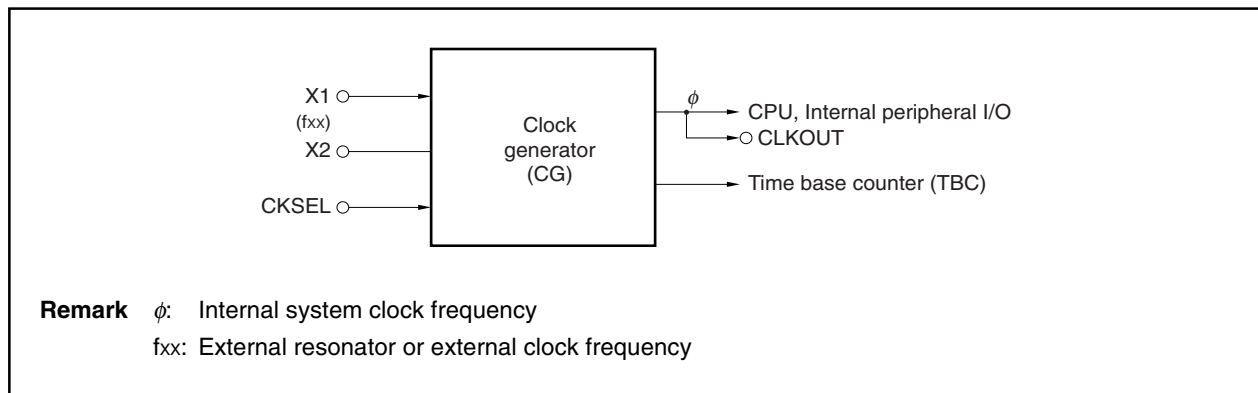 X1
(fxx)
X2
CKSEL
Clock
generator
(CG)
ϕ
CPU, Internal peripheral I/O
CLKOUT
Time base counter (TBC)
Remark ϕ: Internal system clock frequency
fxx: External resonator or external clock frequency